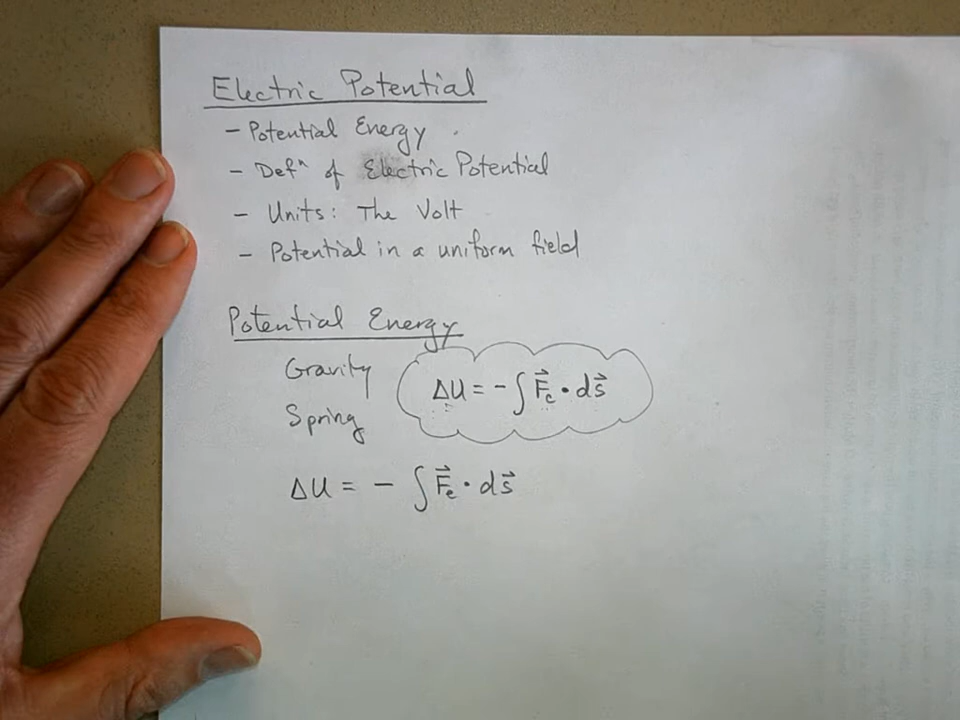 Electric Potential
- Potential Energy
- Defⁿ of Electric Potential
- Units: The Volt
- Potential in a uniform field
Potential Energy
Gravity
Spring
ΔU = - ∫ F⃗c · ds⃗
ΔU = - ∫ F⃗e · ds⃗